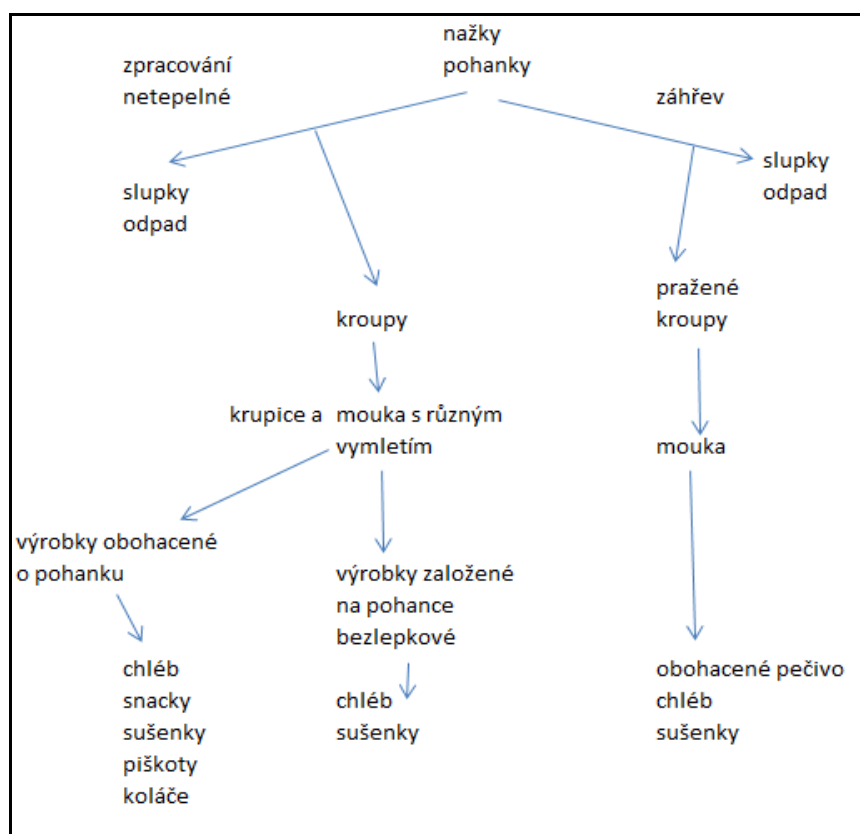 nažky
pohanky
zpracování
netepelné
záhřev
slupky
odpad
slupky
odpad
kroupy
pražené
kroupy
krupice a mouka s různým
vymletím
mouka
výrobky obohacené
o pohanku
výrobky založené
na pohance
bezlepkové
chléb
snacky
sušenky
piškoty
koláče
chléb
sušenky
obohacené pečivo
chléb
sušenky